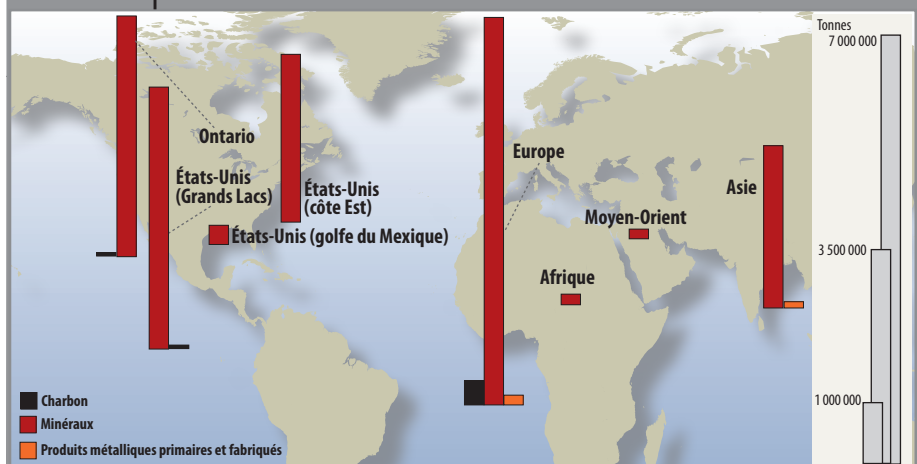 Tonnes
7 000 000
Ontario
Europe
États-Unis
(Grands Lacs)
États-Unis
(côte Est)
Asie
Moyen-Orient
États-Unis (golfe du Mexique)
3 500 000
Afrique
Charbon
1 000 000
Minéraux
Produits métalliques primaires et fabriqués